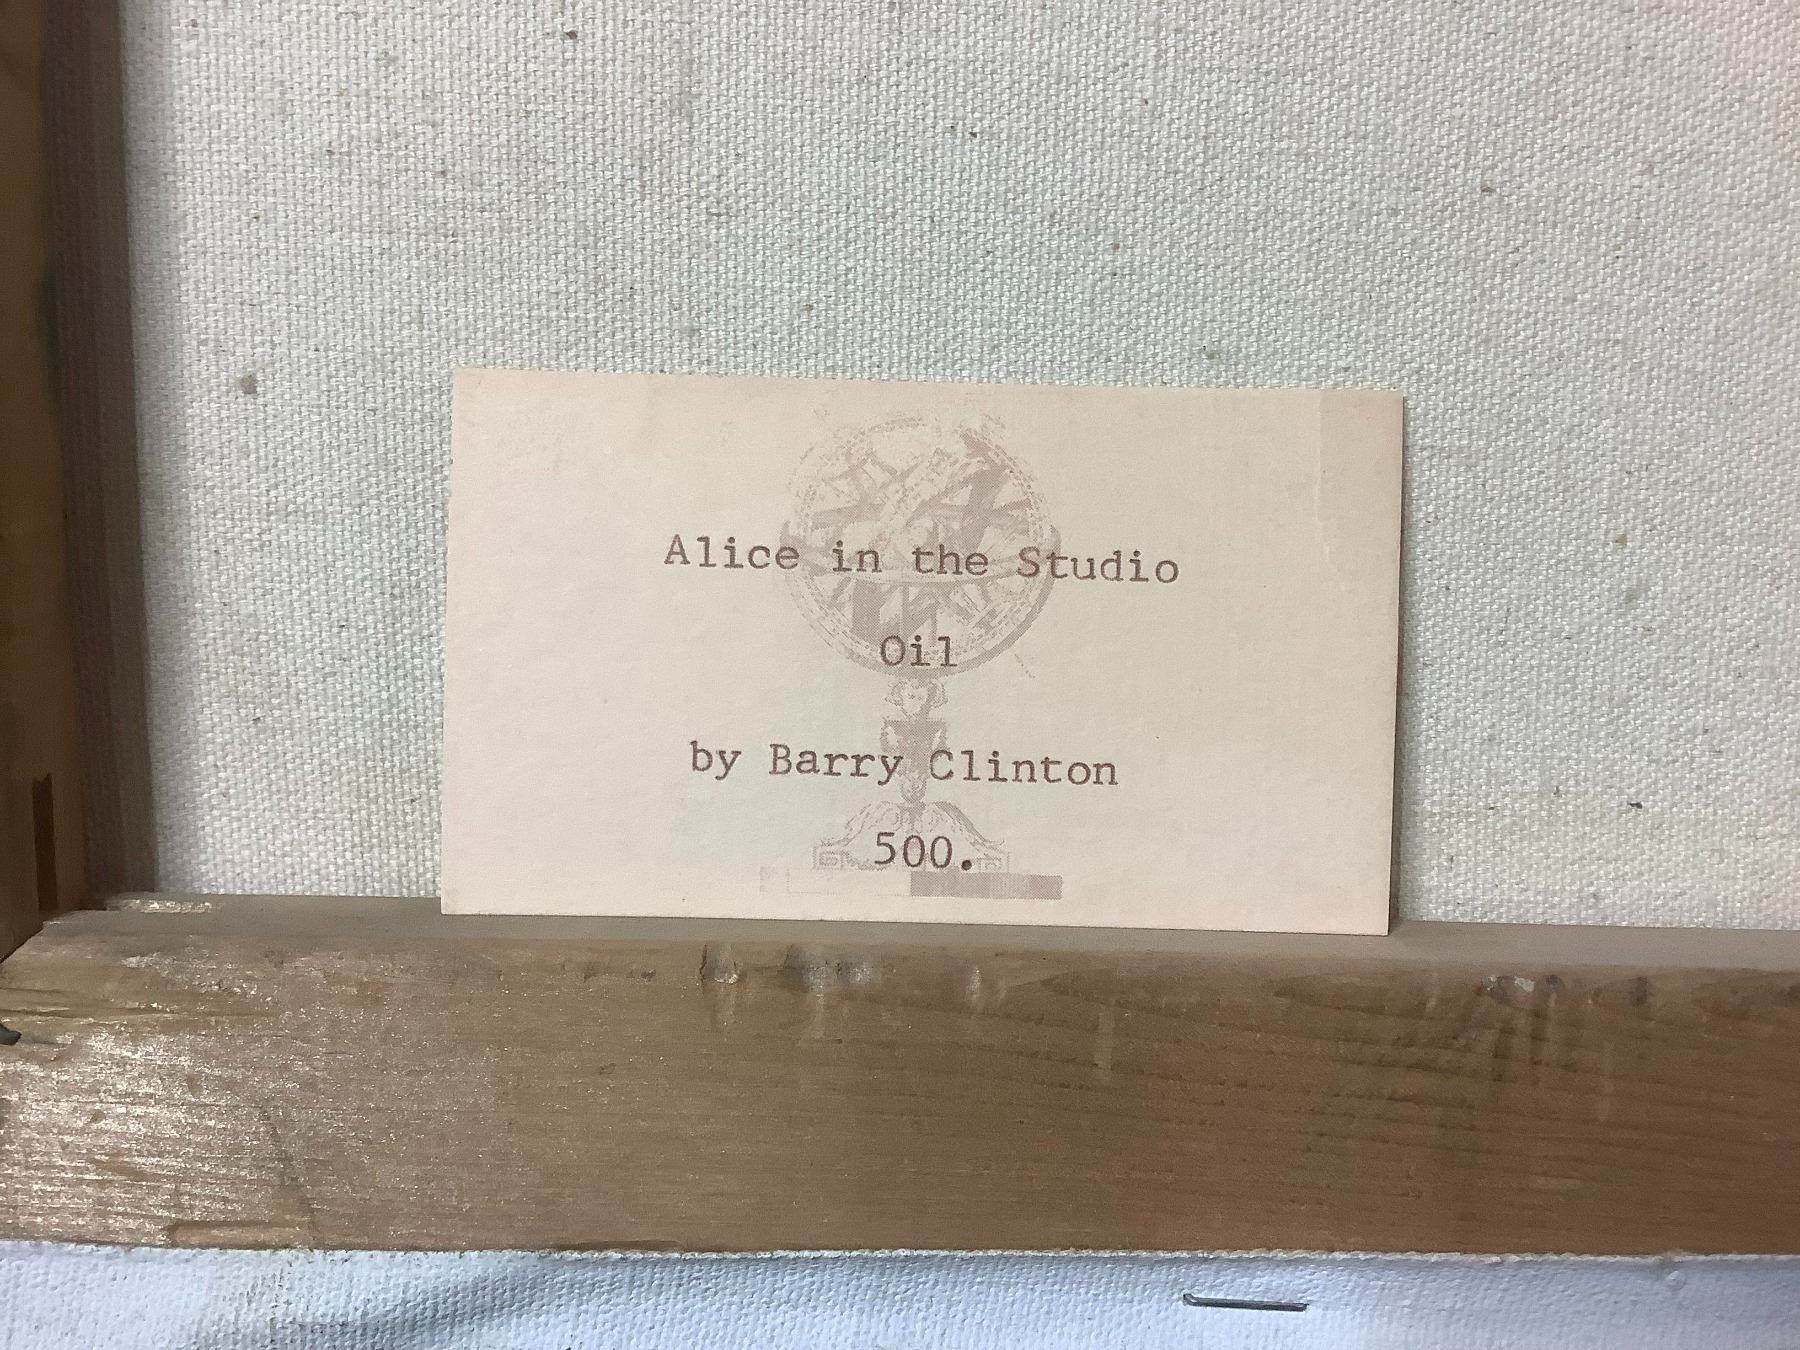 Alice in the Studio
Oil
by Barry Clinton
500.